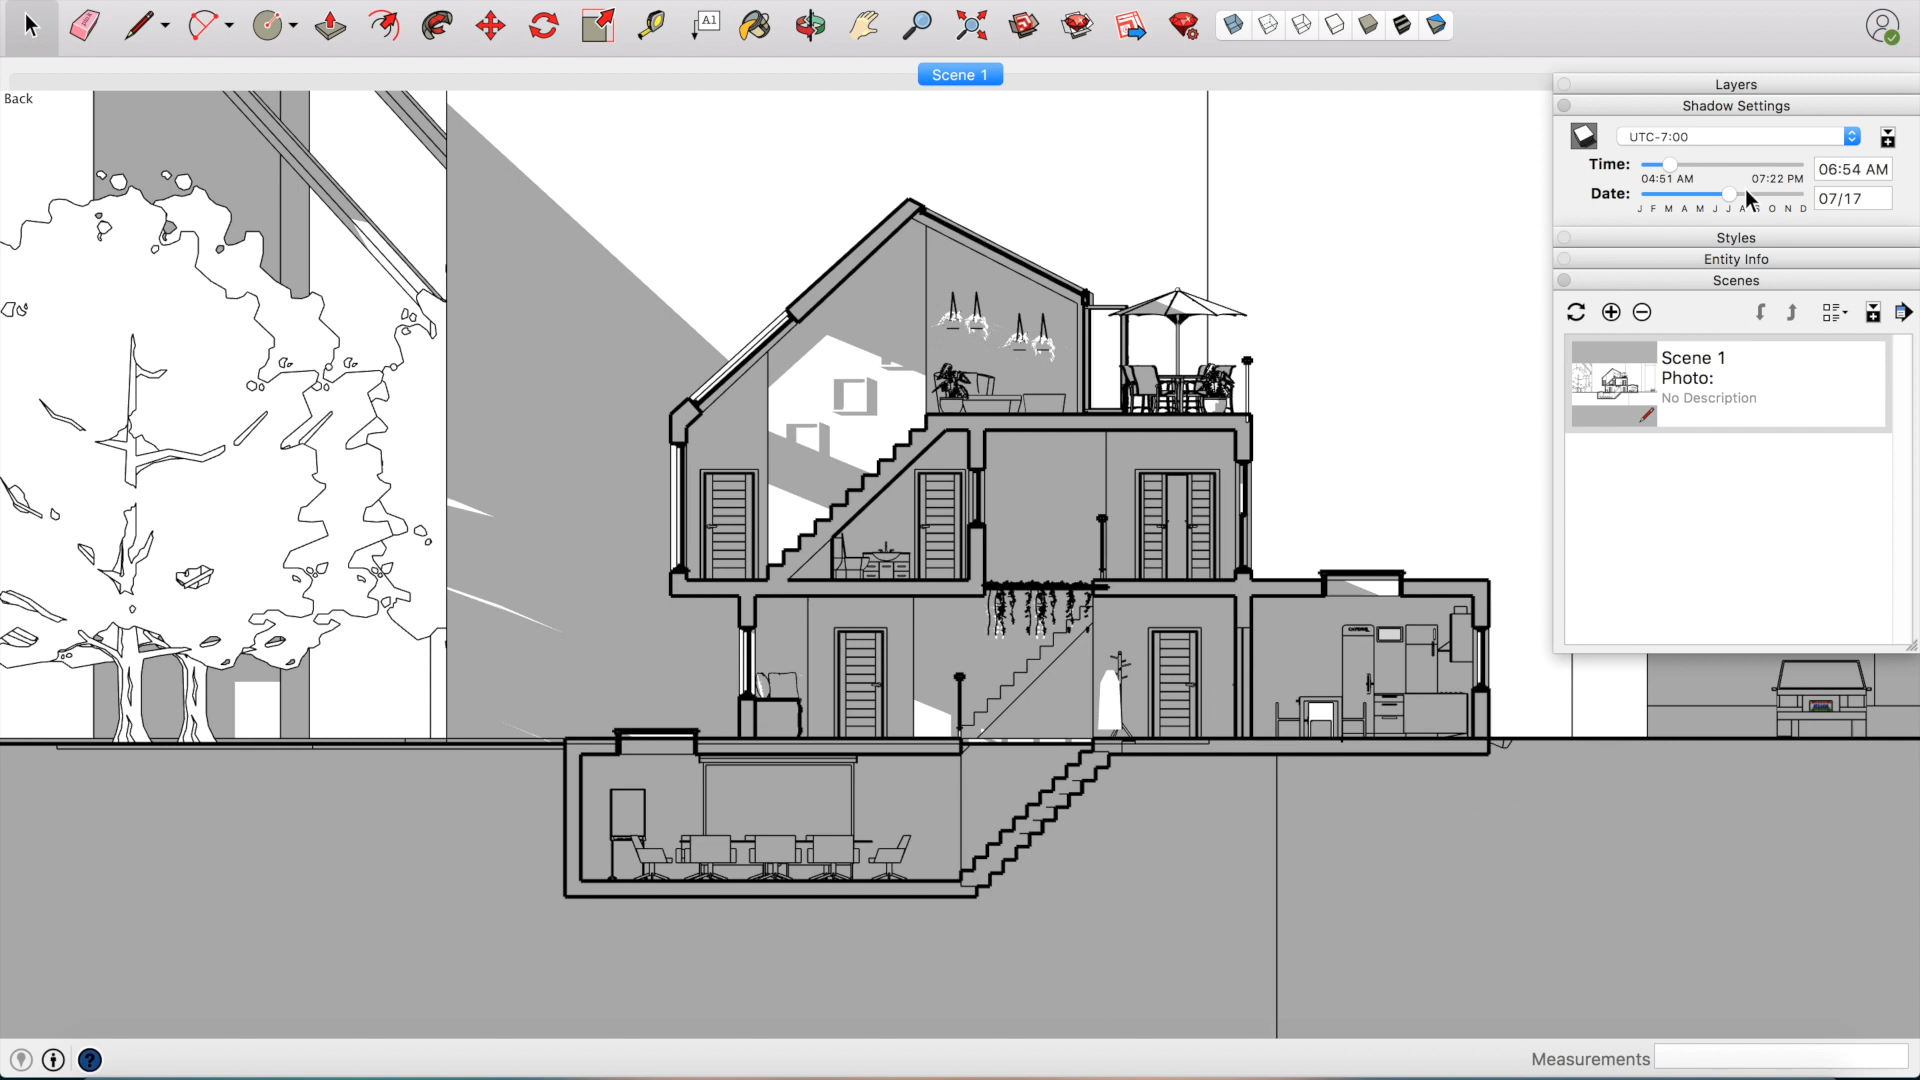 A1
Scene 1
Back
Layers
Shadow Settings
UTC-7:00
Time:
06:54 AM
04:51 AM
07:22 PM
Date:
07/17
J F M A M J J A S O N D
Styles
Entity Info
Scenes
Scene 1
Photo:
No Description
Measurements